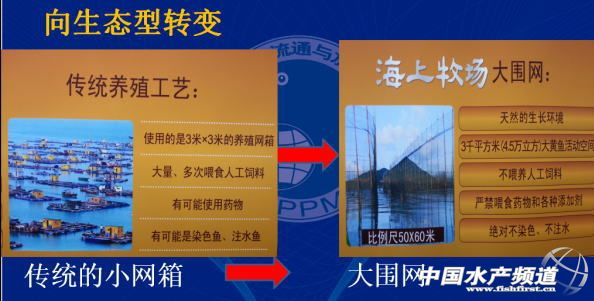 向生态型转变
流通与
传统养殖工艺：
使用的是3米×3米的养殖网箱
大量、多次喂食人工饲料
有可能使用药物
有可能是染色鱼、注水鱼
PPM
海上牧场大围网：
天然的生长环境
3千平方米(4.5万立方)大黄鱼活动空间
不喂养人工饲料
严禁喂食药物和各种添加剂
绝对不染色、不注水
比例尺50X60米
传统的小网箱
大围网
中国水产频道
www.fishfirst.cn